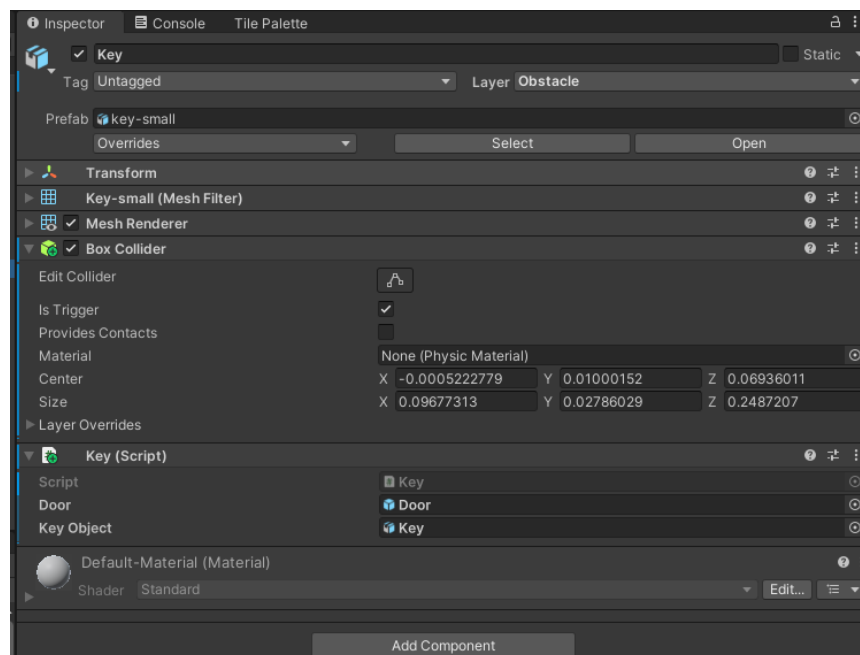 Inspector Console Tile Palette
Key Static
Tag Untagged Layer Obstacle
Prefab key-small
Overrides Select Open
Transform
Key-small (Mesh Filter)
Mesh Renderer
Box Collider
Edit Collider
Is Trigger
Provides Contacts
Material None (Physic Material)
Center X -0.0005222779 Y 0.01000152 Z 0.06936011
Size X 0.09677313 Y 0.02786029 Z 0.2487207
Layer Overrides
Key (Script)
Script Key
Door Door
Key Object Key
Default-Material (Material)
Shader Standard Edit...
Add Component